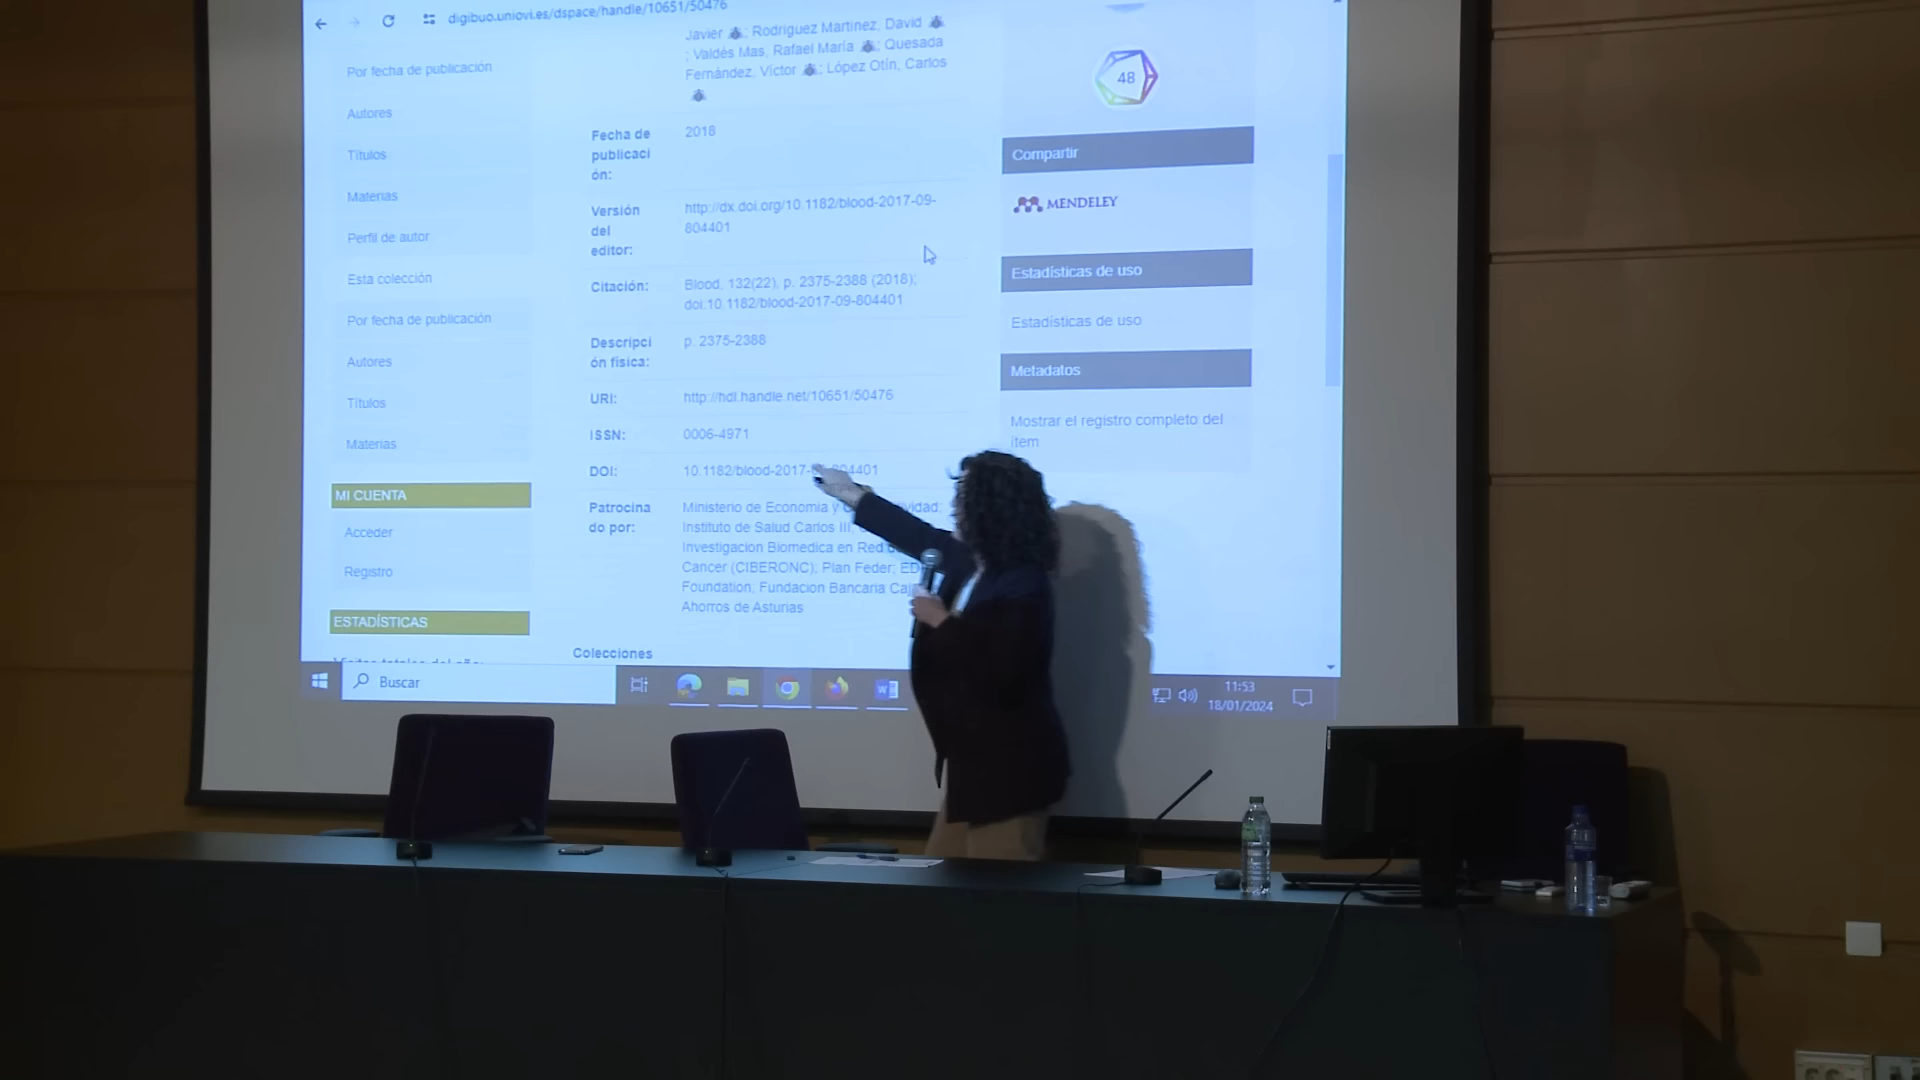 digibuo.uniovi.es/dspace/handle/10651/50476
Por fecha de publicación
Autores
Títulos
Materias
Perfil de autor
Esta colección
Por fecha de publicación
Autores
Títulos
Materias
MI CUENTA
Acceder
Registro
ESTADÍSTICAS
Javier ; Rodríguez Martínez, David
; Valdés Mas, Rafael María ; Quesada
Fernández, Víctor ; López Otín, Carlos
Fecha de
publicaci
ón:
2018
Versión
del
editor:
http://dx.doi.org/10.1182/blood-2017-09-
804401
Citación:
Blood, 132(22), p. 2375-2388 (2018);
doi:10.1182/blood-2017-09-804401
Descripci
ón física:
p. 2375-2388
URI:
http://hdl.handle.net/10651/50476
ISSN:
0006-4971
DOI:
10.1182/blood-2017- 804401
Patrocina
do por:
Ministerio de Economia y vidad;
Instituto de Salud Carlos III;
Investigacion Biomedica en Red
Cancer (CIBERONC); Plan Feder;
Foundation; Fundacion Bancaria
Ahorros de Asturias
Colecciones
48
Compartir
MENDELEY
Estadísticas de uso
Estadísticas de uso
Metadatos
Mostrar el registro completo del
ítem
Buscar
11:53
18/01/2024